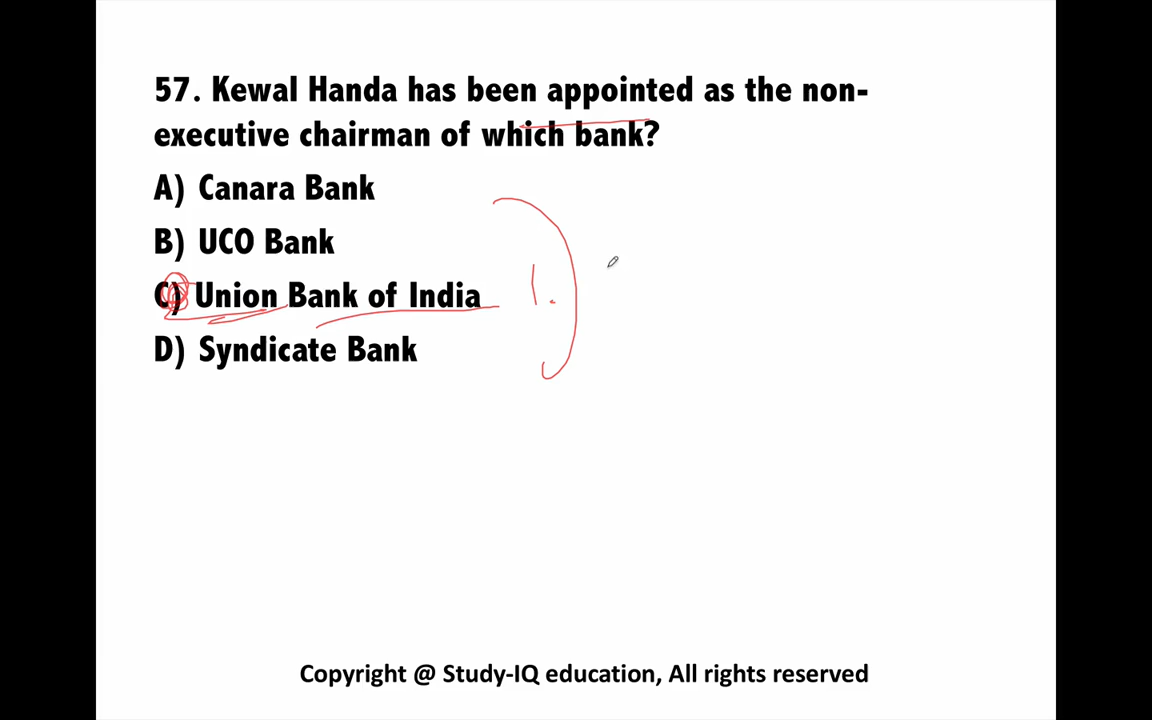 57. Kewal Handa has been appointed as the non-
executive chairman of which bank?
A) Canara Bank
B) UCO Bank
C) Union Bank of India
1.
D) Syndicate Bank
Copyright @ Study-IQ education, All rights reserved